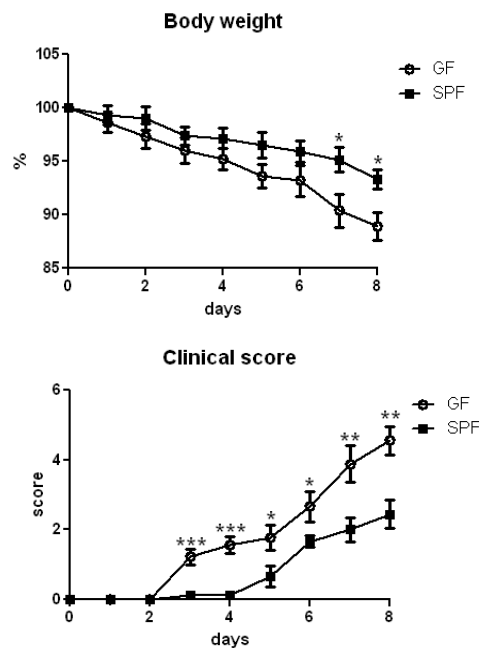 Body weight
105
100
95
90
85
%
0 2 4 6 8
days
GF
SPF
*
*
Clinical score
6
4
2
0
score
0 2 4 6 8
days
GF
SPF
***
***
*
*
**
**